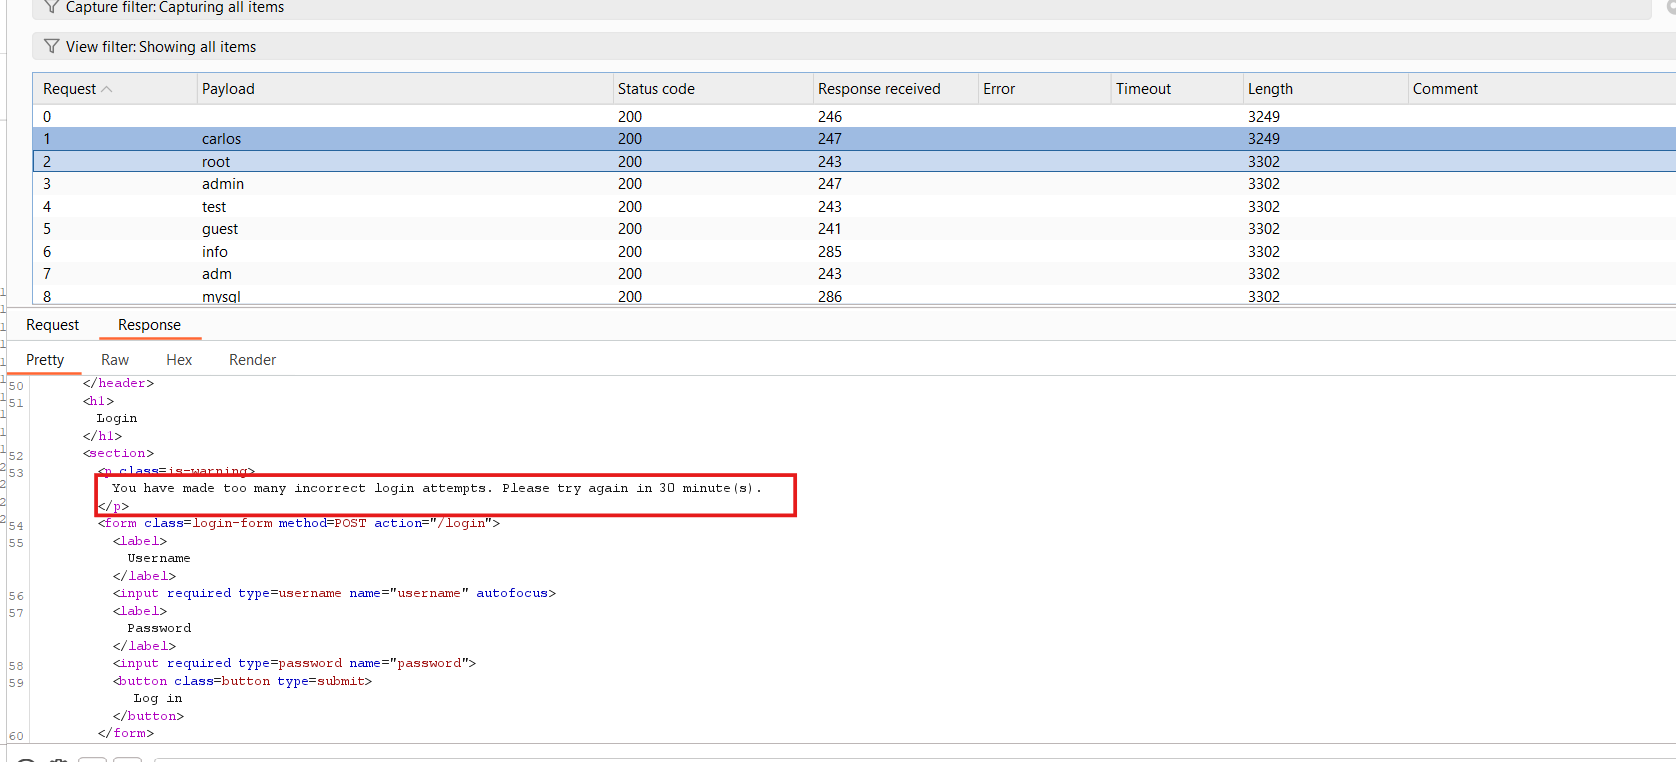 Capture filter: Capturing all items
View filter: Showing all items
Request Payload Status code Response received Error Timeout Length Comment
0 200 246 3249
1 carlos 200 247 3249
2 root 200 243 3302
3 admin 200 247 3302
4 test 200 243 3302
5 guest 200 241 3302
6 info 200 285 3302
7 adm 200 243 3302
8 mysql 200 286 3302
Request Response
Pretty Raw Hex Render
50 </header>
51 <h1>
Login
</h1>
52 <section>
53 <p class=is-warning>
You have made too many incorrect login attempts. Please try again in 30 minute(s).
</p>
54 <form class=login-form method=POST action="/login">
55 <label>
Username
</label>
56 <input required type=username name="username" autofocus>
57 <label>
Password
</label>
58 <input required type=password name="password">
59 <button class=button type=submit>
Log in
</button>
60 </form>